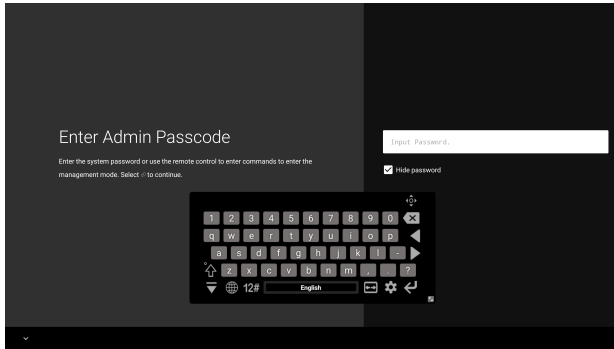 Enter Admin Passcode
Enter the system password or use the remote control to enter commands to enter the
management mode. Select ⏎ to continue.
Input Password.
Hide password
1 2 3 4 5 6 7 8 9 0
q w e r t y u i o p
a s d f g h j k l -
z x c v b n m , . ?
12# English